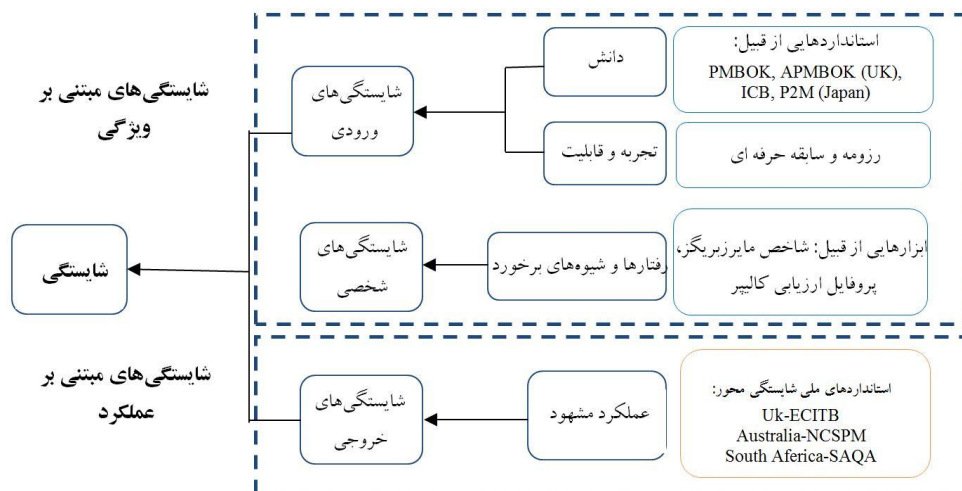 استانداردهایی از قبیل:
PMBOK, APMBOK (UK),
ICB, P2M (Japan)
دانش
شایستگی‌های
ورودی
شایستگی‌های مبتنی بر
ویژگی
تجربه و قابلیت
رزومه و سابقه حرفه ای
ابزارهایی از قبیل: شاخص مایرزبریگز،
پروفایل ارزیابی کالیپر
رفتارها و شیوه‌های برخورد
شایستگی‌های
شخصی
شایستگی
شایستگی‌های مبتنی بر
عملکرد
استانداردهای ملی شایستگی محور:
Uk-ECITB
Australia-NCSPM
South Aferica-SAQA
عملکرد مشهود
شایستگی‌های
خروجی